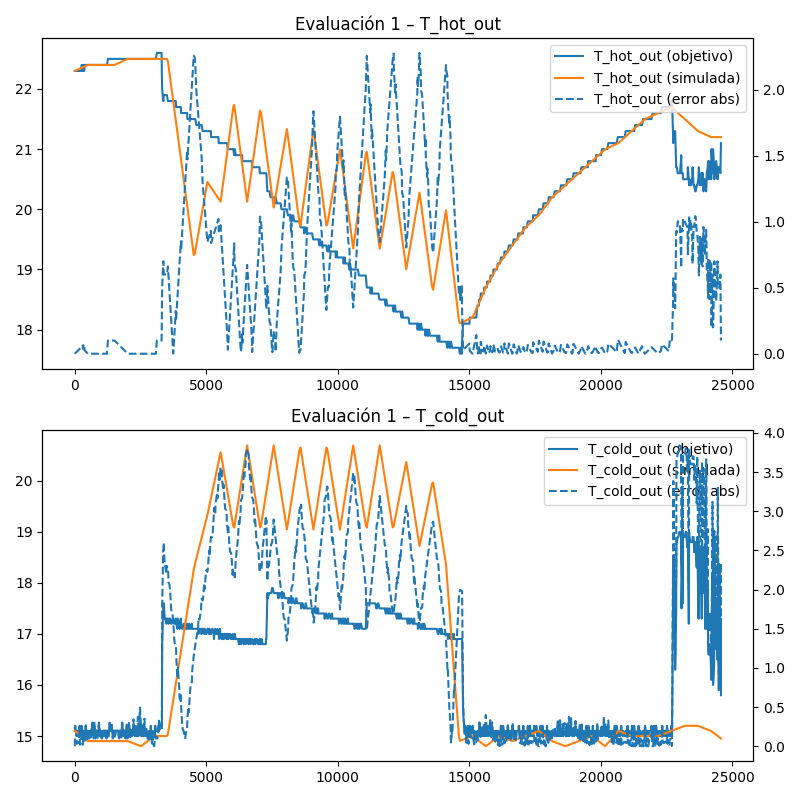 Evaluación 1 – T_hot_out
T_hot_out (objetivo)
T_hot_out (simulada)
T_hot_out (error abs)
22
21
20
19
18
2.0
1.5
1.0
0.5
0.0
0 5000 10000 15000 20000 25000
Evaluación 1 – T_cold_out
T_cold_out (objetivo)
T_cold_out (simulada)
T_cold_out (error abs)
20
19
18
17
16
15
4.0
3.5
3.0
2.5
2.0
1.5
1.0
0.5
0.0
0 5000 10000 15000 20000 25000